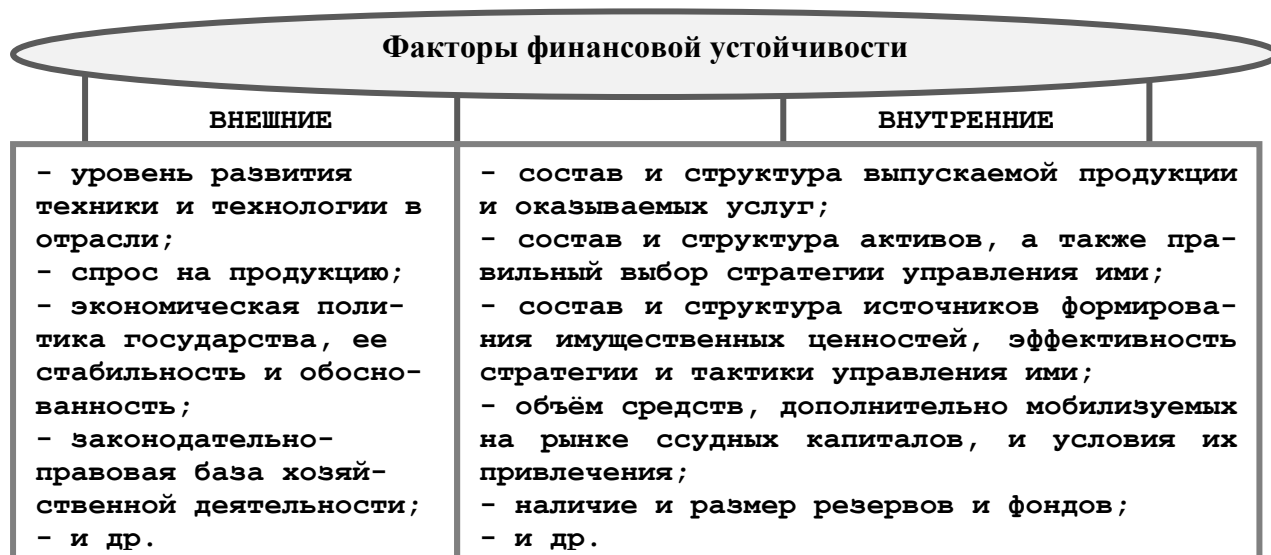 Факторы финансовой устойчивости
ВНЕШНИЕ
- уровень развития
техники и технологии в
отрасли;
- спрос на продукцию;
- экономическая поли-
тика государства, ее
стабильность и обосно-
ванность;
- законодательно-
правовая база хозяй-
ственной деятельности;
- и др.
ВНУТРЕННИЕ
- состав и структура выпускаемой продукции
и оказываемых услуг;
- состав и структура активов, а также пра-
вильный выбор стратегии управления ими;
- состав и структура источников формирова-
ния имущественных ценностей, эффективность
стратегии и тактики управления ими;
- объём средств, дополнительно мобилизуемых
на рынке ссудных капиталов, и условия их
привлечения;
- наличие и размер резервов и фондов;
- и др.